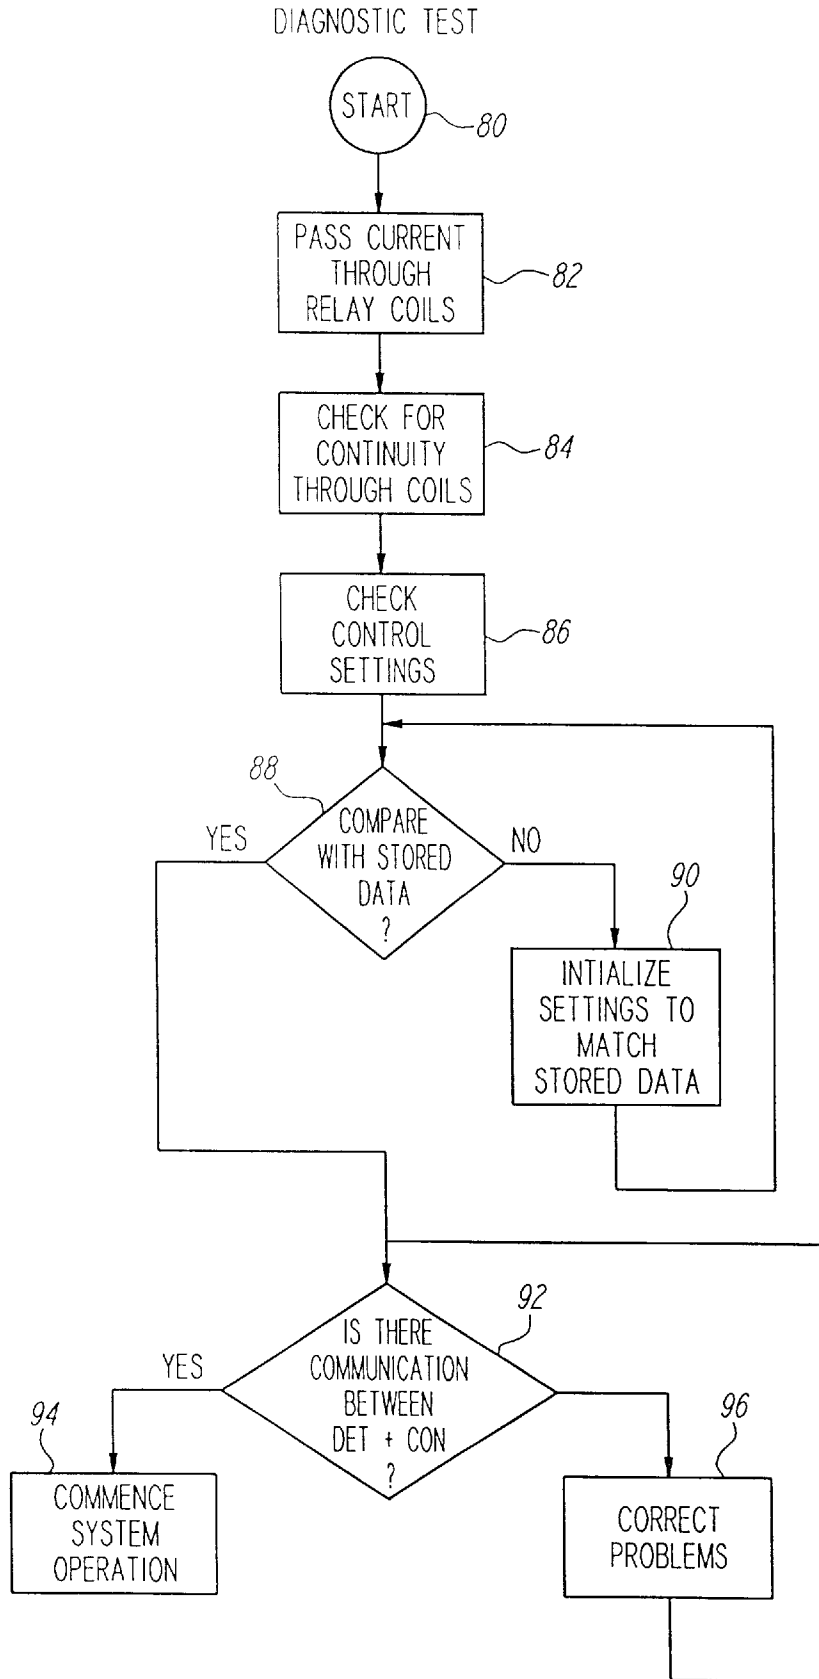 DIAGNOSTIC TEST
START
80
PASS CURRENT
THROUGH
RELAY COILS
82
CHECK FOR
CONTINUITY
THROUGH COILS
84
CHECK
CONTROL
SETTINGS
86
88
YES
COMPARE
WITH STORED
DATA
?
NO
90
INTIALIZE
SETTINGS TO
MATCH
STORED DATA
92
IS THERE
COMMUNICATION
BETWEEN
DET + CON
?
YES
94
COMMENCE
SYSTEM
OPERATION
96
CORRECT
PROBLEMS